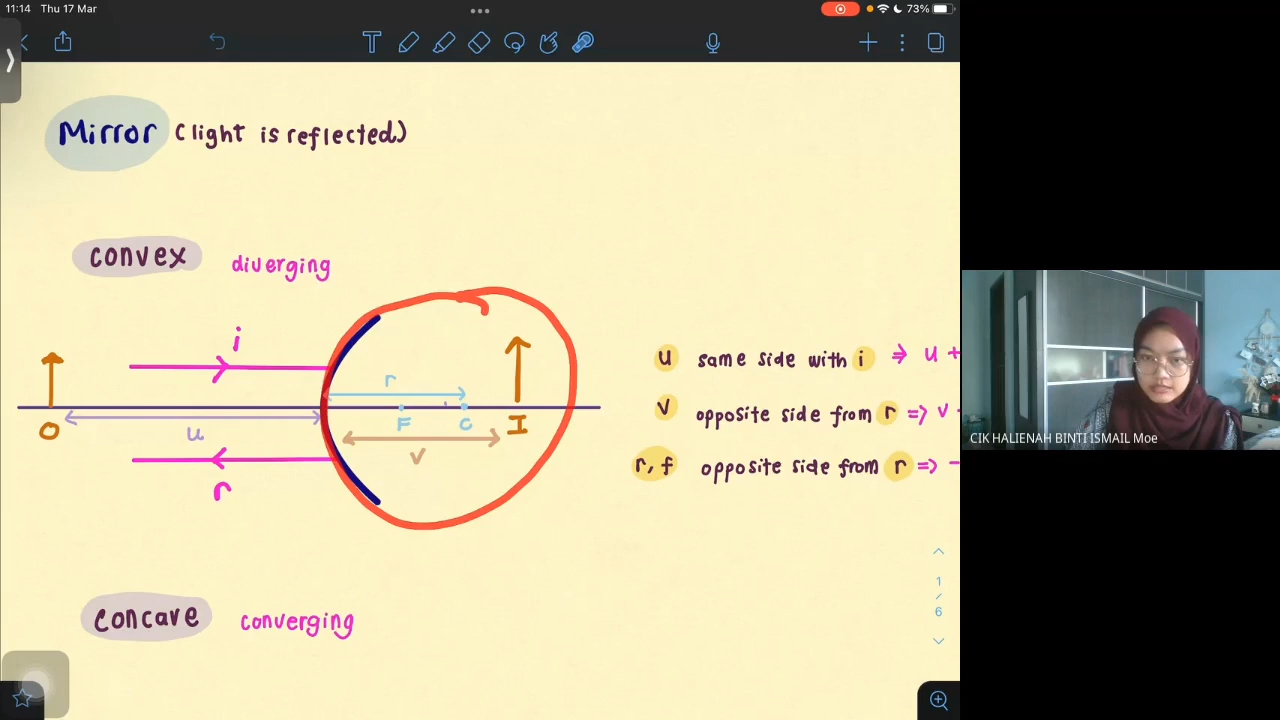 11:14 Thu 17 Mar
73%
Mirror (light is reflected)
convex diverging
i
r
F C
O u v I
r
u same side with i ⇒ u +
v opposite side from r ⇒ v -
r, f opposite side from r ⇒ -
concave converging
1
/
6
CIK HALIENAH BINTI ISMAIL Moe